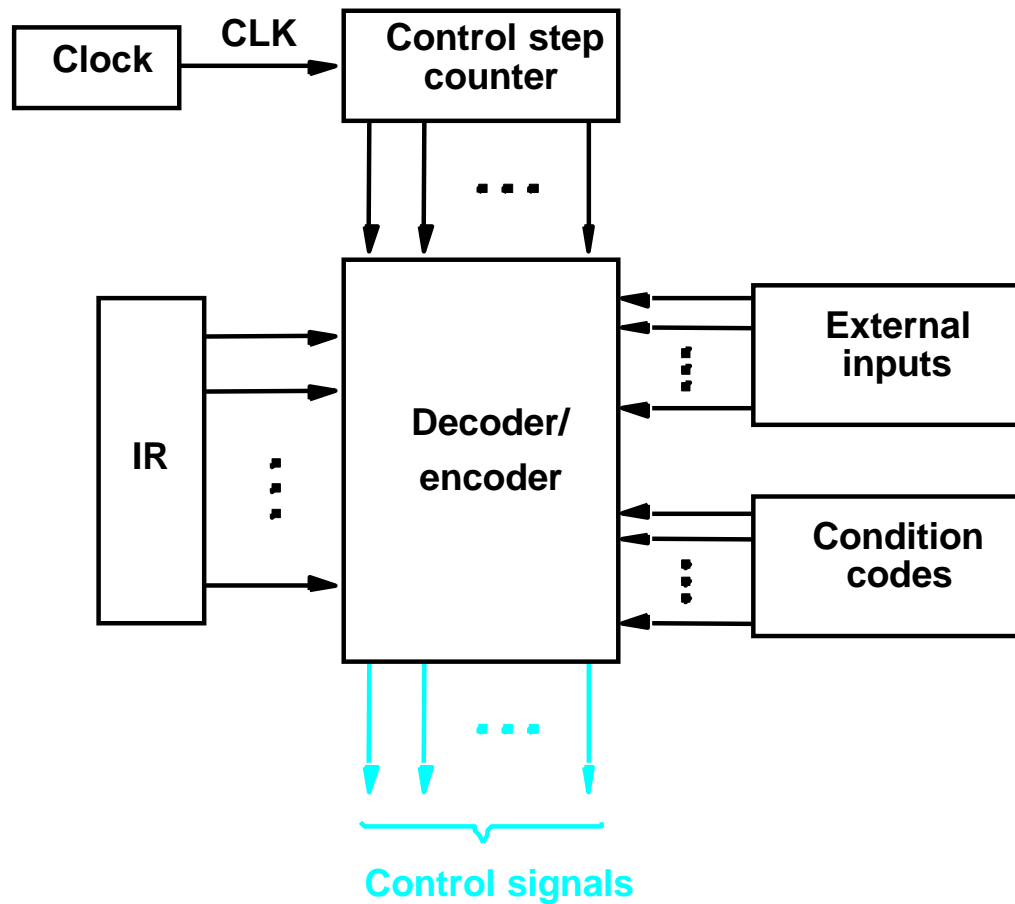 Clock
CLK
Control step
counter
IR
Decoder/
encoder
External
inputs
Condition
codes
Control signals